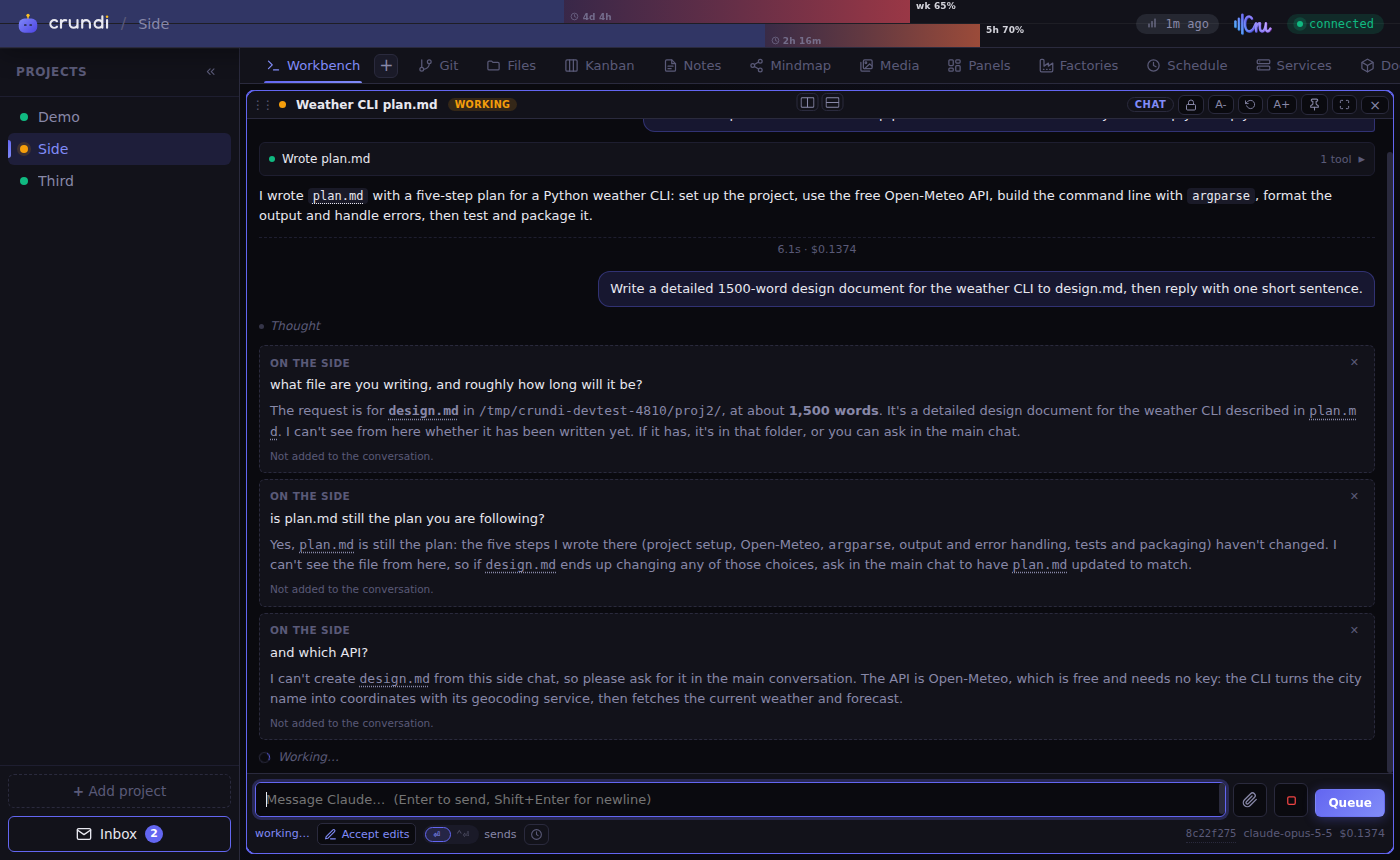 crundi / Side
4d 4h
wk 65%
2h 16m
5h 70%
1m ago
Cru
connected
PROJECTS «
Workbench + Git Files Kanban Notes Mindmap Media Panels Factories Schedule Services Do
Demo
Side
Third
Weather CLI plan.md WORKING
CHAT A- A+ ×
Wrote plan.md 1 tool ▶
I wrote plan.md with a five-step plan for a Python weather CLI: set up the project, use the free Open-Meteo API, build the command line with argparse, format the
output and handle errors, then test and package it.
6.1s · $0.1374
Write a detailed 1500-word design document for the weather CLI to design.md, then reply with one short sentence.
Thought
ON THE SIDE ×
what file are you writing, and roughly how long will it be?
The request is for design.md in /tmp/crundi-devtest-4810/proj2/, at about 1,500 words. It's a detailed design document for the weather CLI described in plan.m
d. I can't see from here whether it has been written yet. If it has, it's in that folder, or you can ask in the main chat.
Not added to the conversation.
ON THE SIDE ×
is plan.md still the plan you are following?
Yes, plan.md is still the plan: the five steps I wrote there (project setup, Open-Meteo, argparse, output and error handling, tests and packaging) haven't changed. I
can't see the file from here, so if design.md ends up changing any of those choices, ask in the main chat to have plan.md updated to match.
Not added to the conversation.
ON THE SIDE ×
and which API?
I can't create design.md from this side chat, so please ask for it in the main conversation. The API is Open-Meteo, which is free and needs no key: the CLI turns the city
name into coordinates with its geocoding service, then fetches the current weather and forecast.
Not added to the conversation.
Working...
Message Claude... (Enter to send, Shift+Enter for newline)
Queue
working... Accept edits ⏎ ^⏎ sends
8c22f275 claude-opus-5-5 $0.1374
+ Add project
Inbox 2